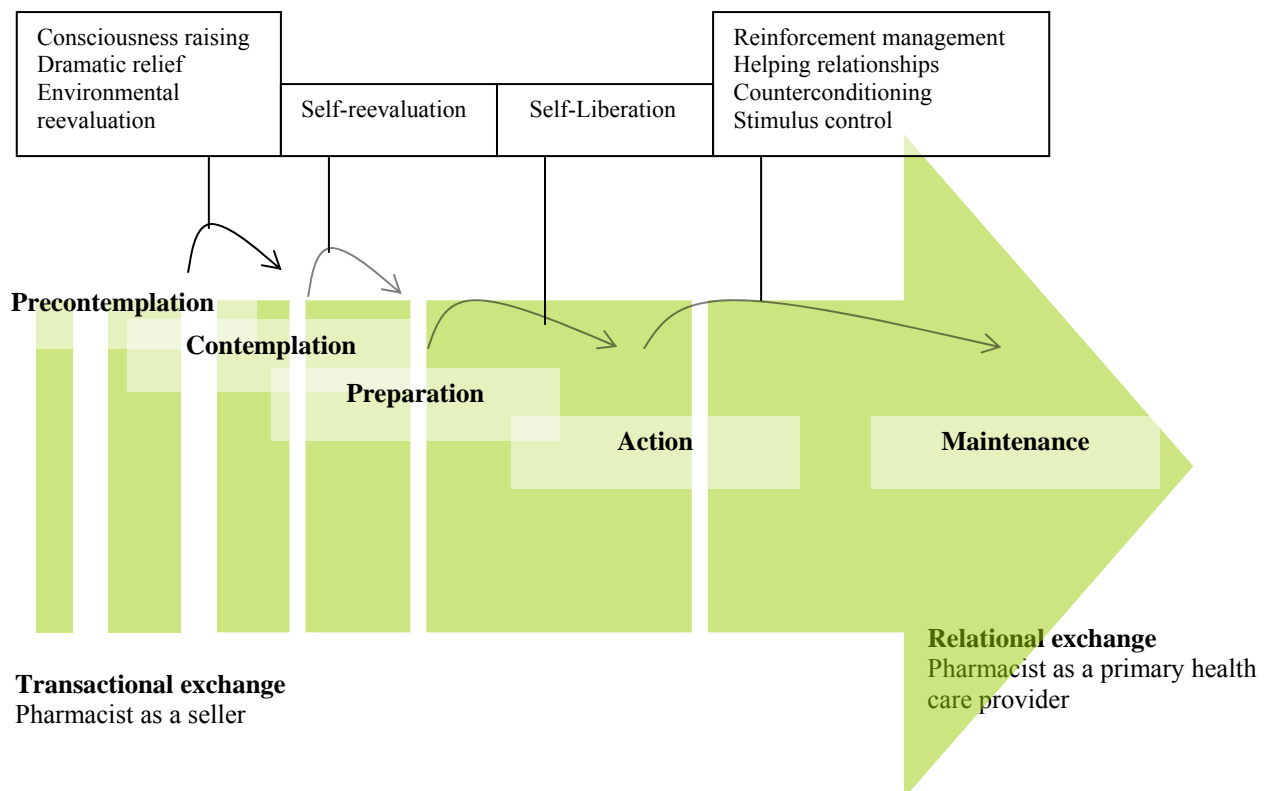 Consciousness raising
Dramatic relief
Environmental
reevaluation
Self-reevaluation
Self-Liberation
Reinforcement management
Helping relationships
Counterconditioning
Stimulus control
Precontemplation
Contemplation
Preparation
Action
Maintenance
Transactional exchange
Pharmacist as a seller
Relational exchange
Pharmacist as a primary health
care provider